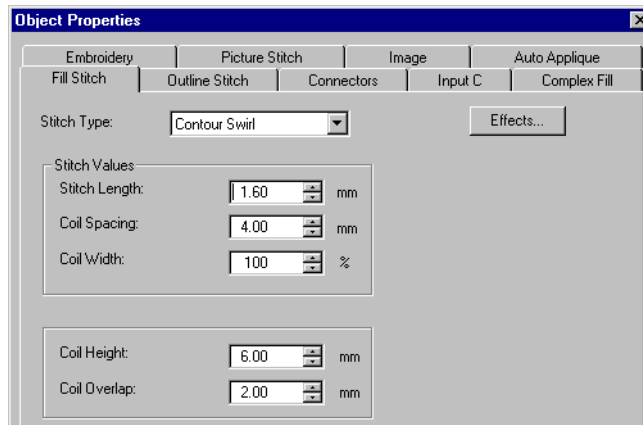 Object Properties
Embroidery Picture Stitch Image Auto Applique
Fill Stitch Outline Stitch Connectors Input C Complex Fill
Stitch Type: Contour Swirl Effects...
Stitch Values
Stitch Length: 1.60 mm
Coil Spacing: 4.00 mm
Coil Width: 100 %
Coil Height: 6.00 mm
Coil Overlap: 2.00 mm